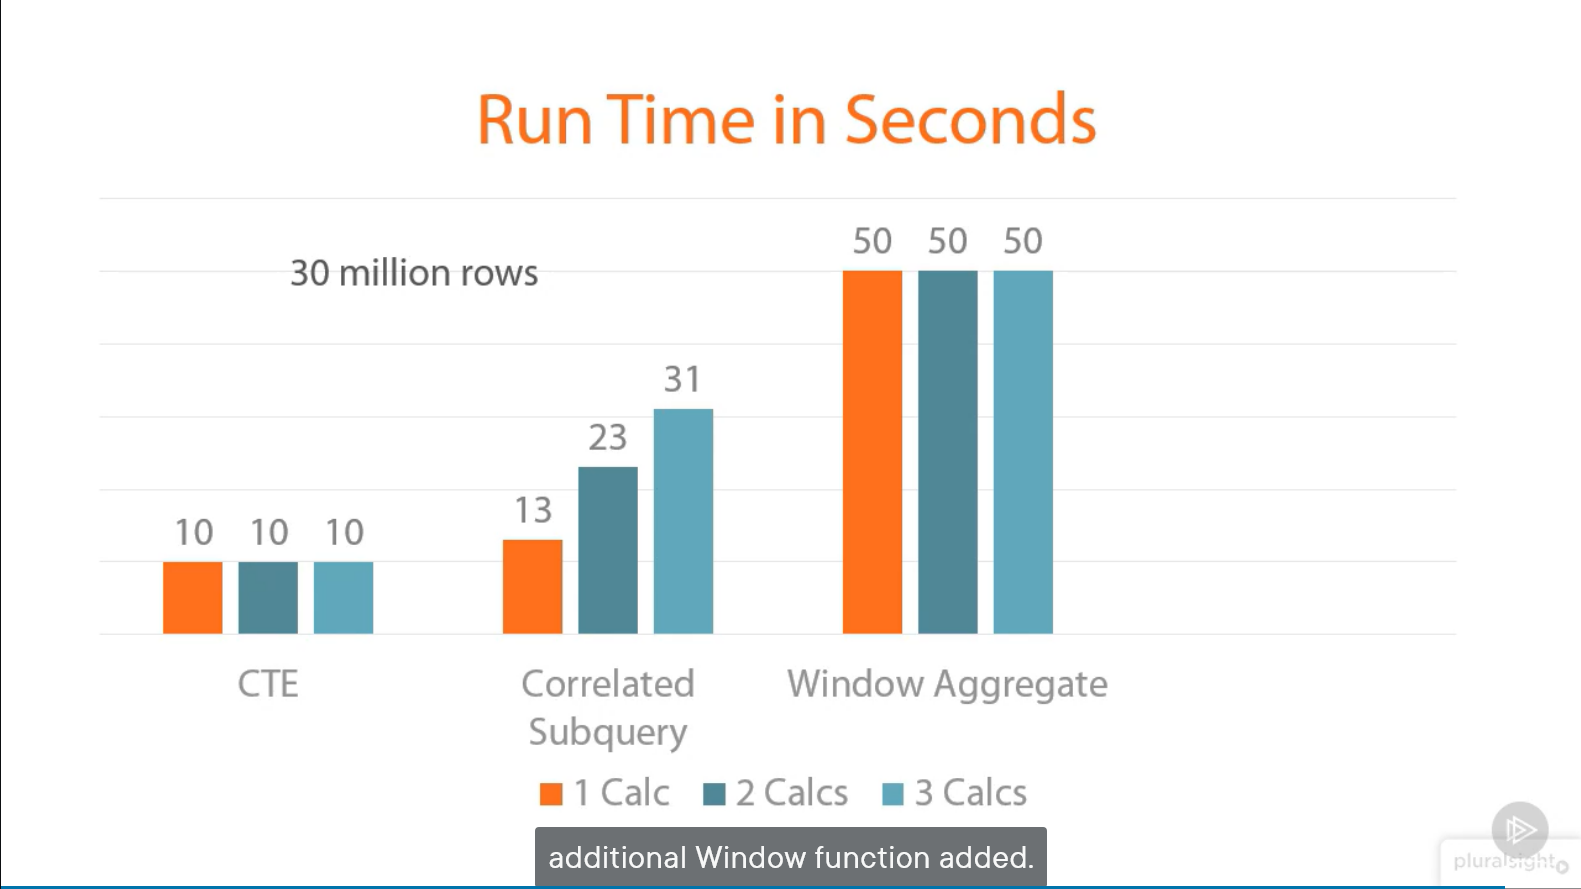 Run Time in Seconds
30 million rows
50 50 50
31
23
13
10 10 10
CTE
Correlated
Subquery
Window Aggregate
1 Calc 2 Calcs 3 Calcs
additional Window function added.
pluralsight